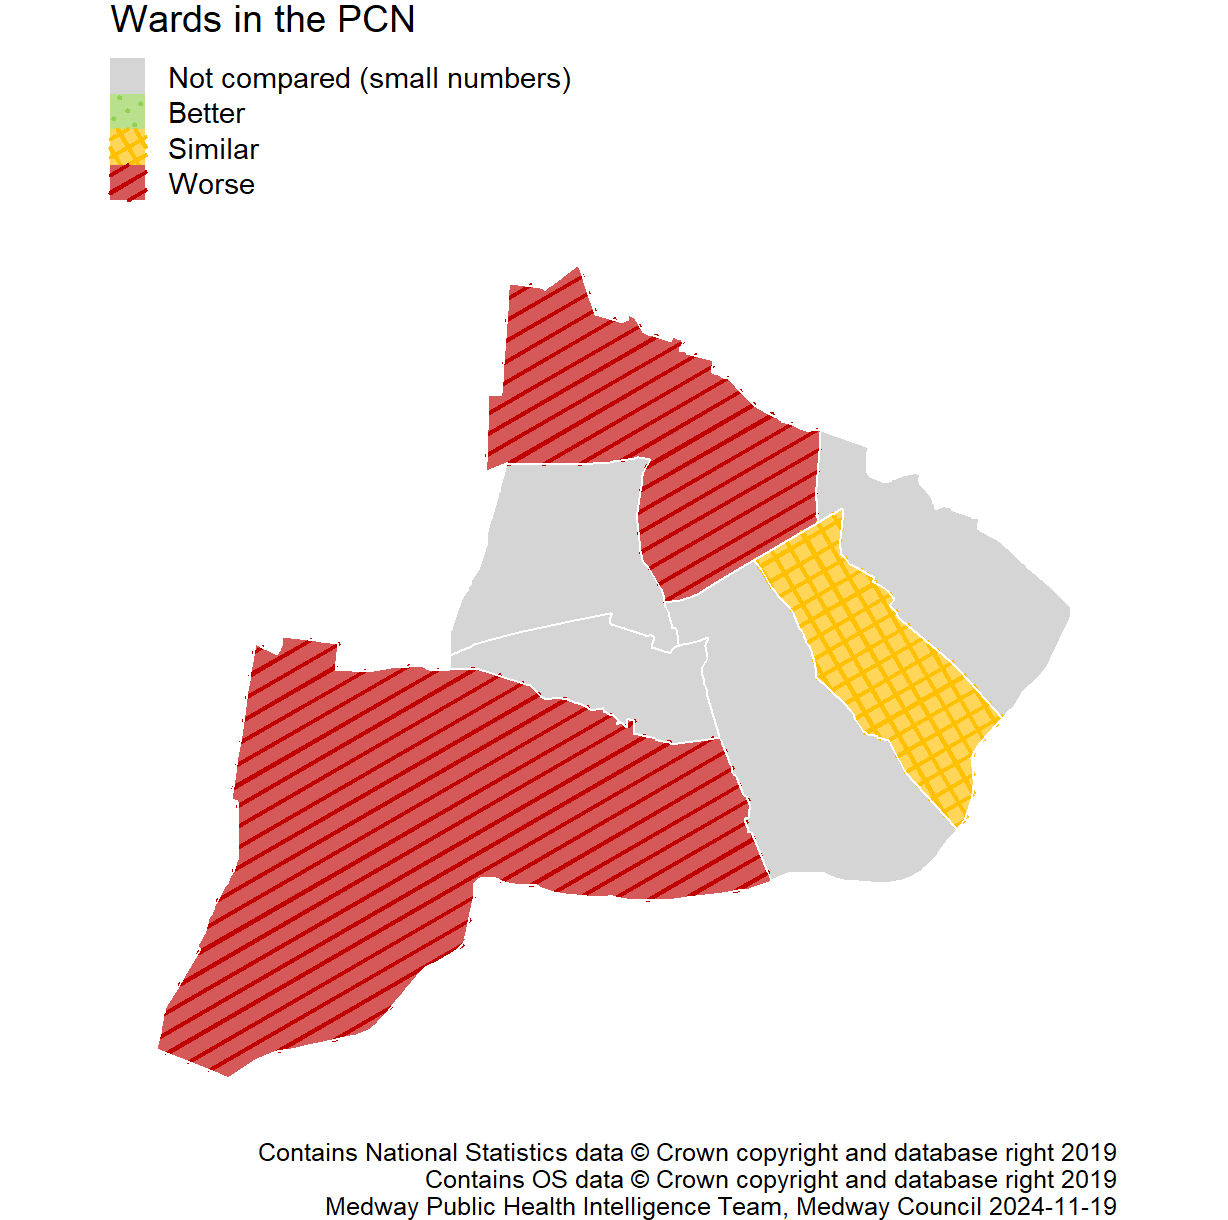 Wards in the PCN
Not compared (small numbers)
Better
Similar
Worse
Contains National Statistics data © Crown copyright and database right 2019
Contains OS data © Crown copyright and database right 2019
Medway Public Health Intelligence Team, Medway Council 2024-11-19